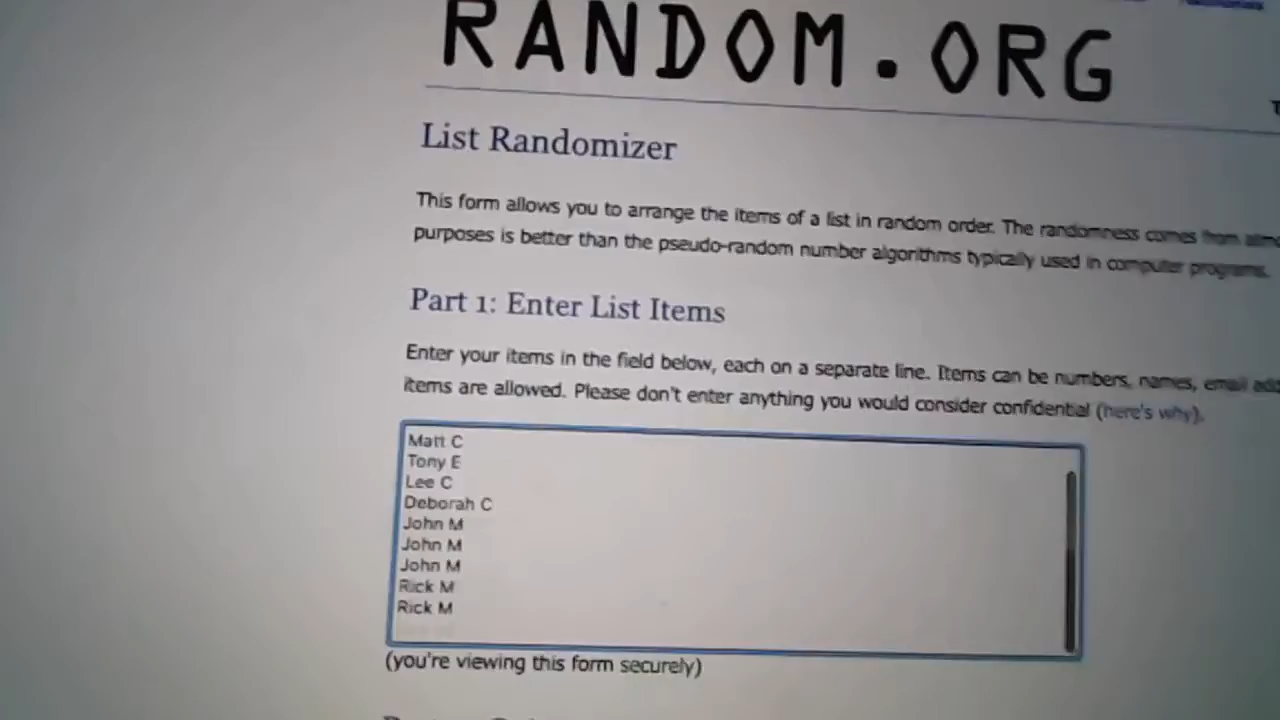 RANDOM.ORG
List Randomizer
This form allows you to arrange the items of a list in random order. The randomness comes from
purposes is better than the pseudo-random number algorithms typically used in computer programs.
Part 1: Enter List Items
Enter your items in the field below, each on a separate line. Items can be numbers, names, email
items are allowed. Please don't enter anything you would consider confidential (here's why).
Matt C
Tony E
Lee C
Deborah C
John M
John M
John M
Rick M
Rick M
(you're viewing this form securely)